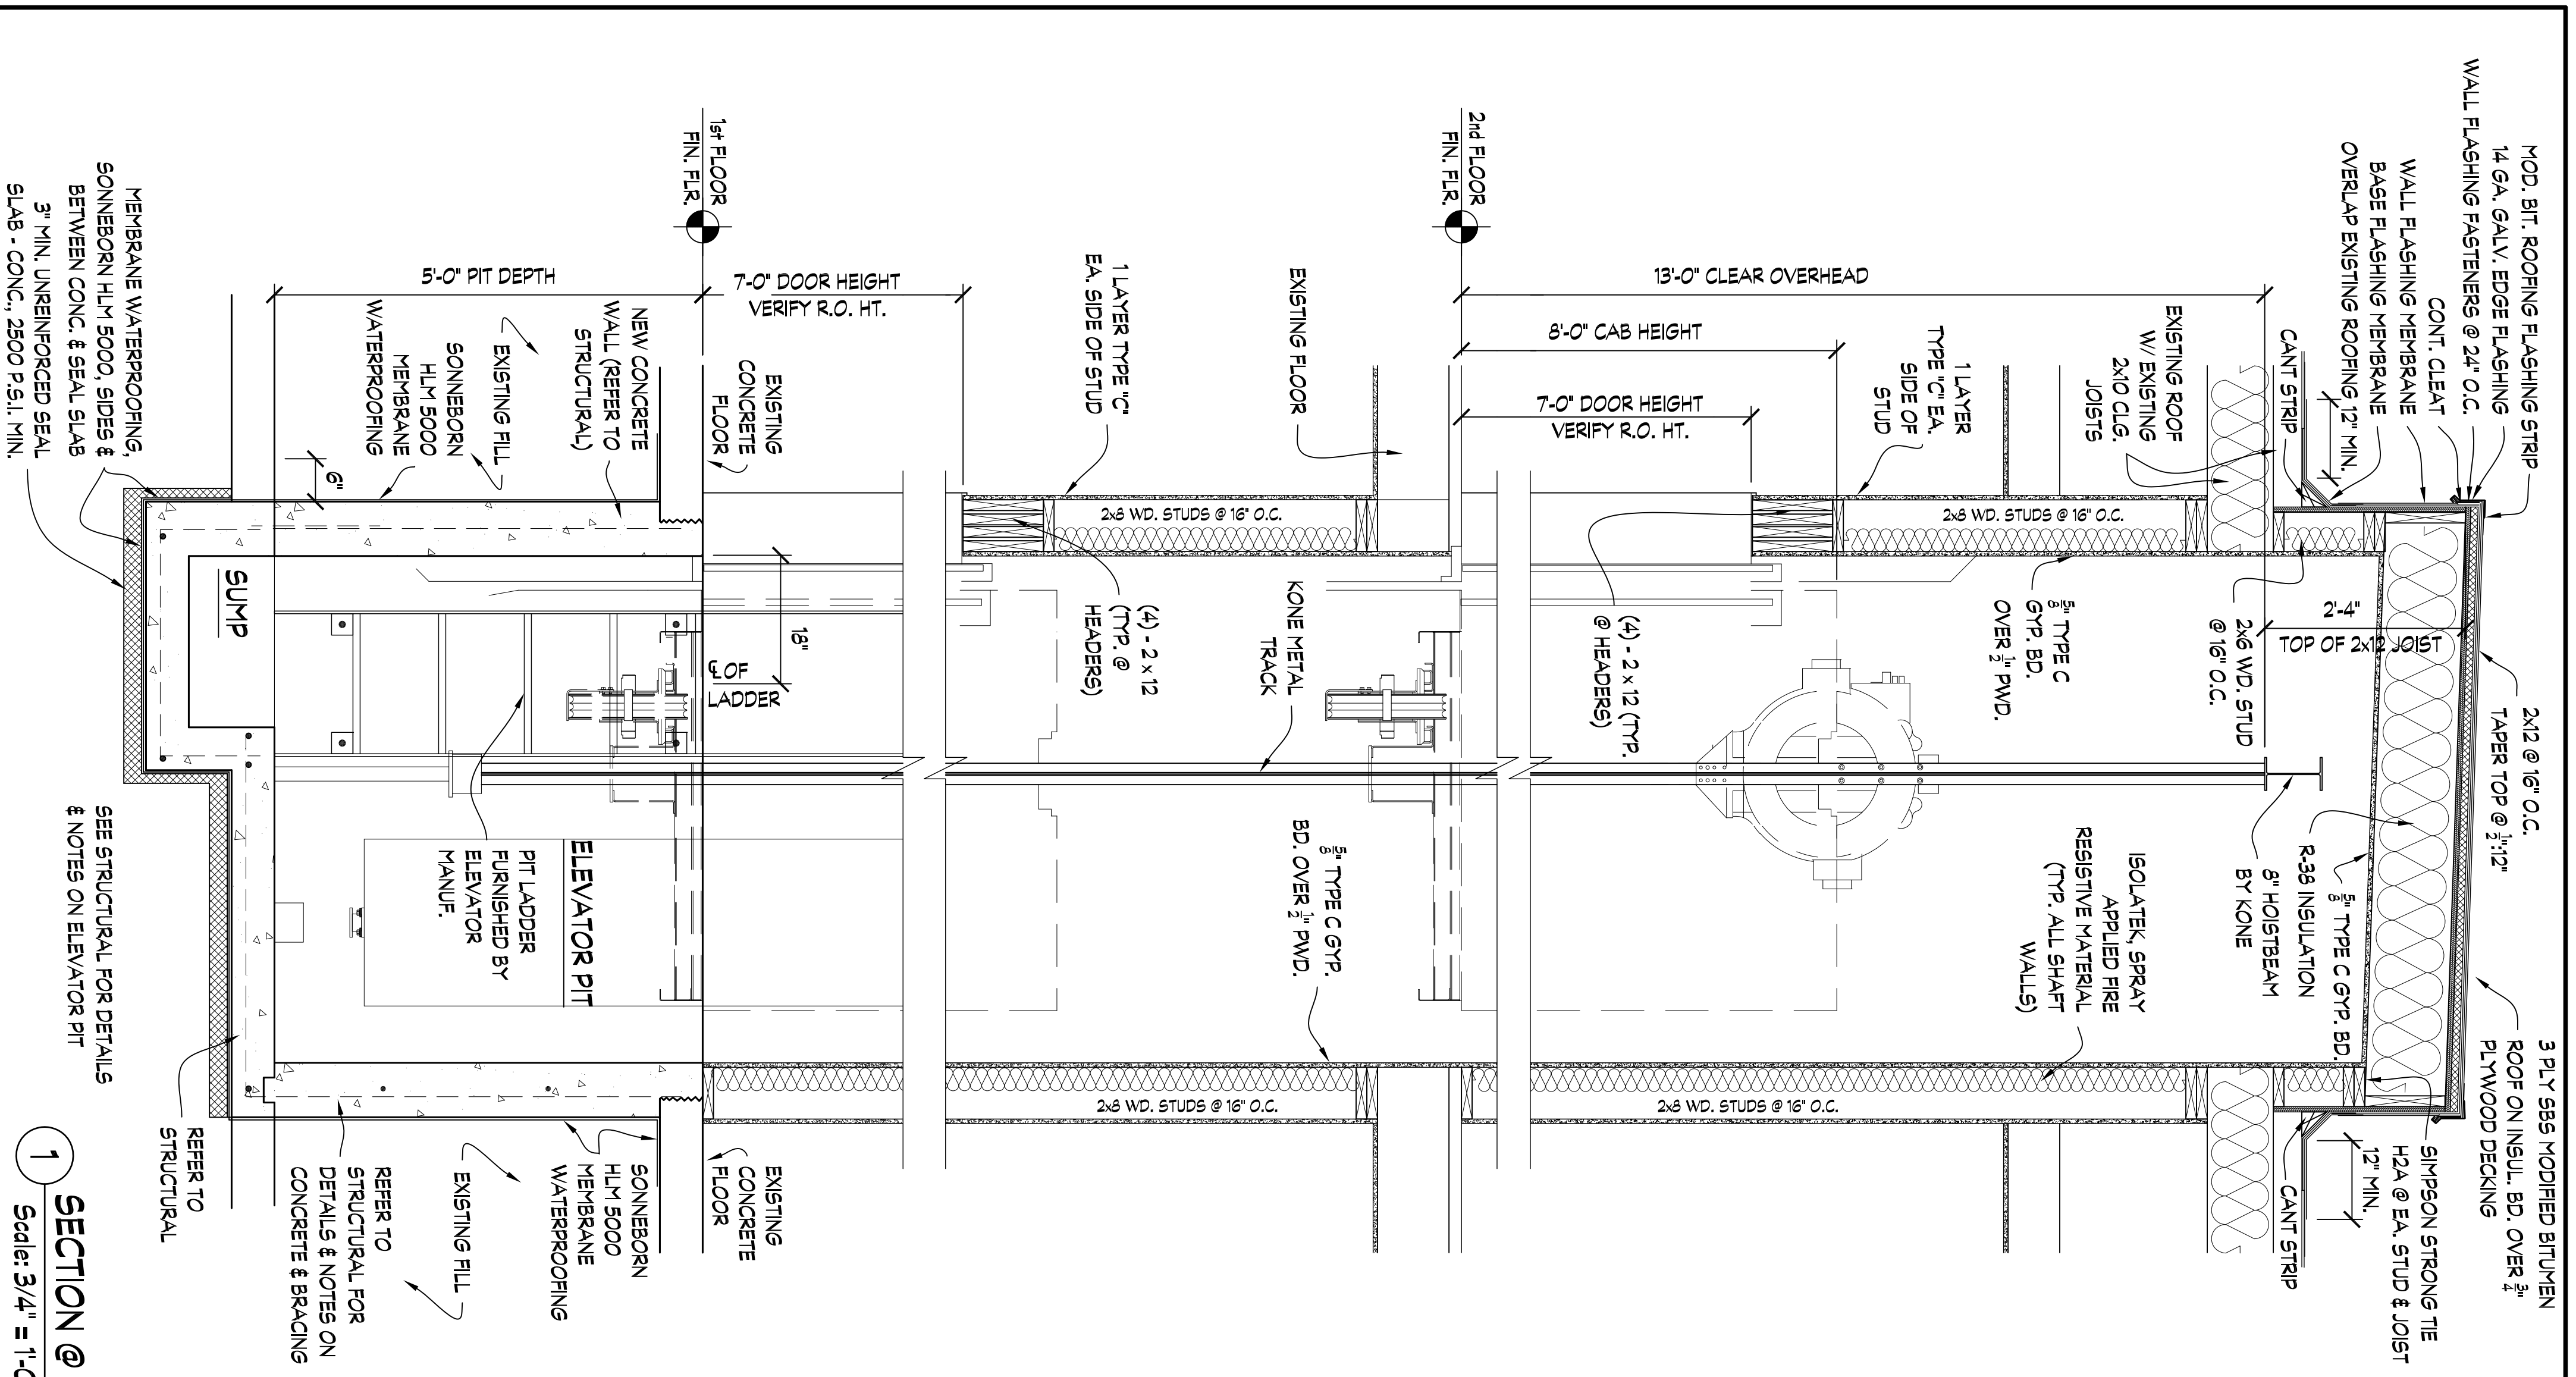 MOD. BIT. ROOFING FLASHING STRIP
14 GA. GALV. EDGE FLASHING
WALL FLASHING FASTENERS @ 24" O.C.
CONT. CLEAT
WALL FLASHING MEMBRANE
BASE FLASHING MEMBRANE
OVERLAP EXISTING ROOFING 12" MIN.
CANT STRIP
EXISTING ROOF
W/ EXISTING
2x10 CLG.
JOISTS
1 LAYER
TYPE "C" EA.
SIDE OF
STUD
2nd FLOOR
FIN. FLR.
13'-0" CLEAR OVERHEAD
8'-0" CAB HEIGHT
7'-0" DOOR HEIGHT
VERIFY R.O. HT.
EXISTING FLOOR
1 LAYER TYPE "C"
EA. SIDE OF STUD
1st FLOOR
FIN. FLR.
7'-0" DOOR HEIGHT
VERIFY R.O. HT.
5'-0" PIT DEPTH
EXISTING
CONCRETE
FLOOR
NEW CONCRETE
WALL (REFER TO
STRUCTURAL)
EXISTING FILL
SONNEBORN
HLM 5000
MEMBRANE
WATERPROOFING
6"
MEMBRANE WATERPROOFING,
SONNEBORN HLM 5000, SIDES &
BETWEEN CONC. & SEAL SLAB
3" MIN. UNREINFORCED SEAL
SLAB - CONC., 2500 P.S.I. MIN.
2x8 WD. STUDS @ 16" O.C.
2x8 WD. STUDS @ 16" O.C.
2'-4"
TOP OF 2x12 JOIST
2x6 WD. STUD
@ 16" O.C.
5/8" TYPE C
GYP. BD.
OVER 1/2" PWD.
(4) - 2 x 12 (TYP.
@ HEADERS)
KONE METAL
TRACK
(4) - 2 x 12
(TYP. @
HEADERS)
18"
℄ OF
LADDER
SUMP
2x12 @ 16" O.C.
TAPER TOP @ 1/2":12"
5/8" TYPE C GYP. BD.
R-38 INSULATION
8" HOISTBEAM
BY KONE
ISOLATEK, SPRAY
APPLIED FIRE
RESISTIVE MATERIAL
(TYP. ALL SHAFT
WALLS)
5/8" TYPE C GYP.
BD. OVER 1/2" PWD.
ELEVATOR PIT
PIT LADDER
FURNISHED BY
ELEVATOR
MANUF.
SEE STRUCTURAL FOR DETAILS
& NOTES ON ELEVATOR PIT
2x8 WD. STUDS @ 16" O.C.
2x8 WD. STUDS @ 16" O.C.
3 PLY SBS MODIFIED BITUMEN
ROOF ON INSUL. BD. OVER 3/4"
PLYWOOD DECKING
SIMPSON STRONG TIE
H2A @ EA. STUD & JOIST
12" MIN.
CANT STRIP
EXISTING
CONCRETE
FLOOR
SONNEBORN
HLM 5000
MEMBRANE
WATERPROOFING
EXISTING FILL
REFER TO
STRUCTURAL FOR
DETAILS & NOTES ON
CONCRETE & BRACING
REFER TO
STRUCTURAL
1
SECTION @
Scale: 3/4" = 1'-0